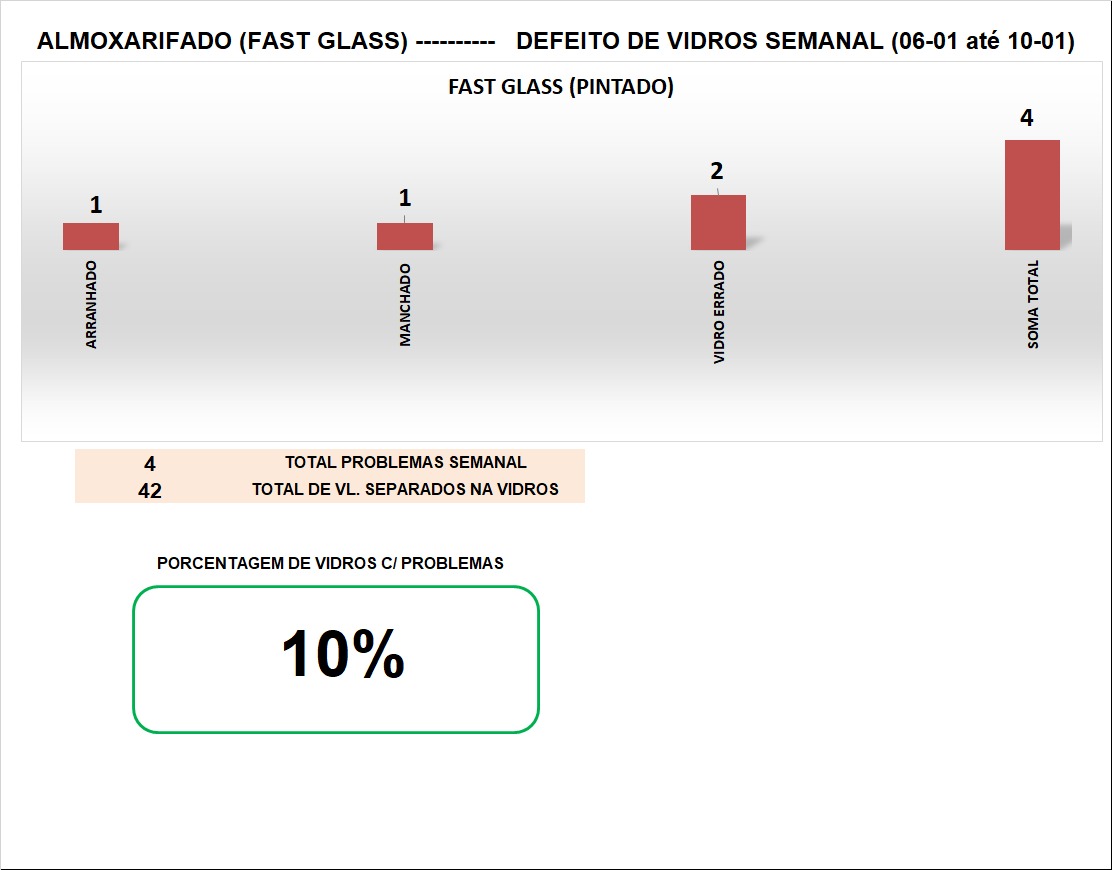 ALMOXARIFADO (FAST GLASS) ---------- DEFEITO DE VIDROS SEMANAL (06-01 até 10-01)
FAST GLASS (PINTADO)
1
1
2
4
ARRANHADO
MANCHADO
VIDRO ERRADO
SOMA TOTAL
4 TOTAL PROBLEMAS SEMANAL
42 TOTAL DE VL. SEPARADOS NA VIDROS
PORCENTAGEM DE VIDROS C/ PROBLEMAS
10%